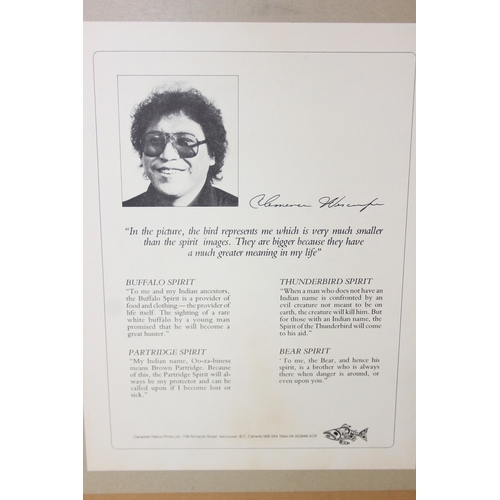 Clemence Wescoupe
"In the picture, the bird represents me which is very much smaller
than the spirit images. They are bigger because they have
a much greater meaning in my life"
BUFFALO SPIRIT
"To me and my Indian ancestors,
the Buffalo Spirit is a provider of
food and clothing — the provider of
life itself. The sighting of a rare
white buffalo by a young man
promised that he will become a
great hunter."
PARTRIDGE SPIRIT
"My Indian name,
means Brown Partridge. Because
of this, the Partridge Spirit will al-
ways be my protector and can be
called upon if I become lost or
sick."
THUNDERBIRD SPIRIT
"When a man who does not have an
Indian name is confronted by an
evil creature not meant to be on
earth, the creature will kill him. But
for those with an Indian name, the
Spirit of the Thunderbird will come
to his aid."
BEAR SPIRIT
"To me, the Bear, and hence his
spirit, is a brother who is always
there when danger is around, or
even upon you."
Canadian Native Prints Ltd. Vancouver, B.C., Canada